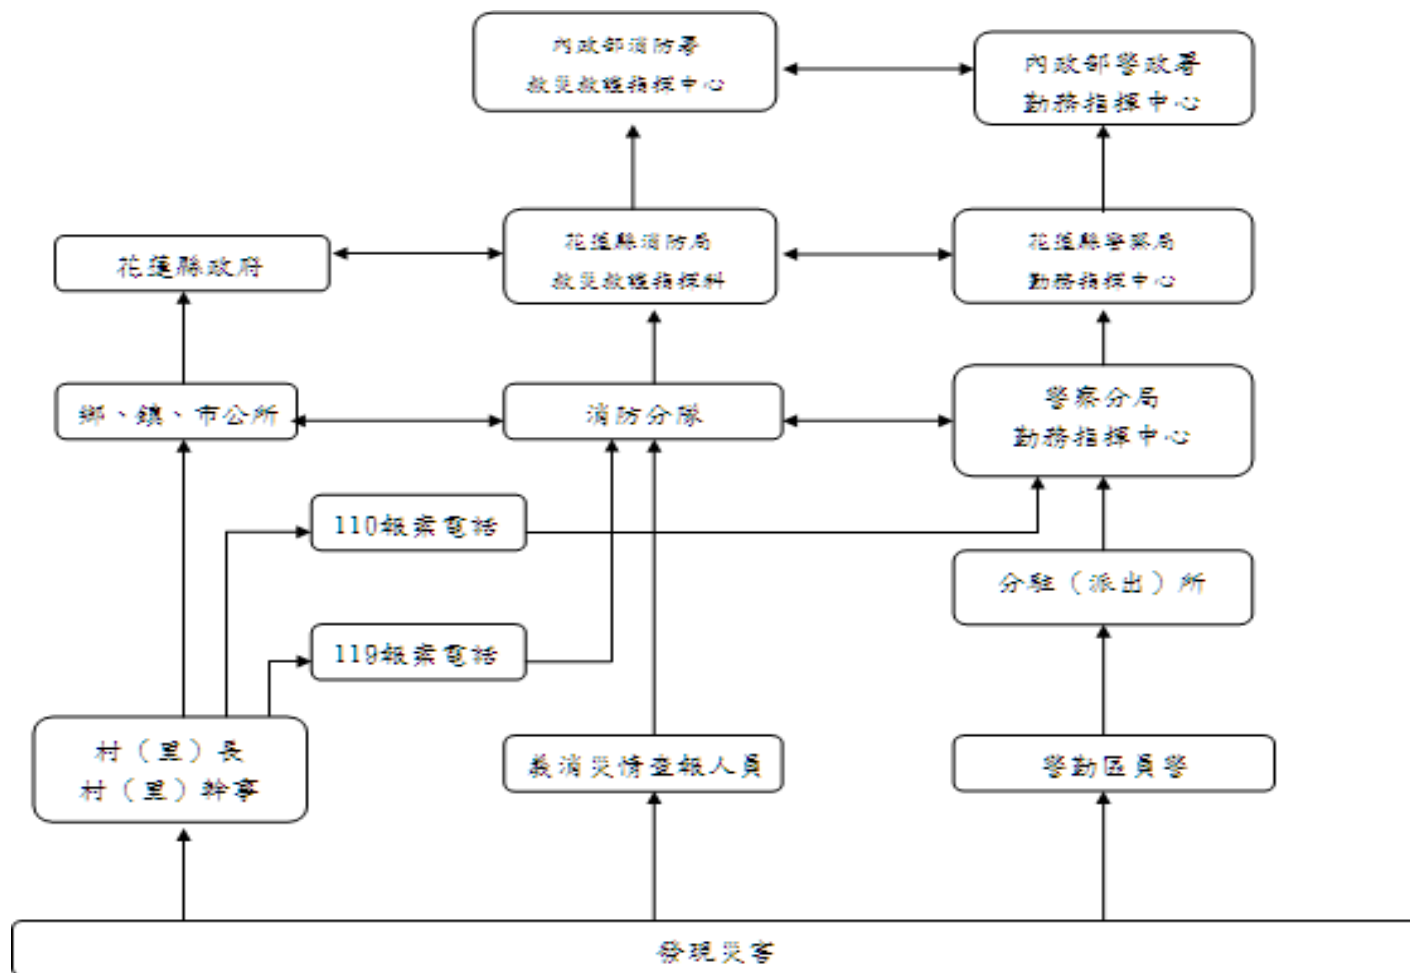 內政部消防署
救災救護指揮中心
內政部警政署
勤務指揮中心
花蓮縣政府
花蓮縣消防局
救災救護指揮科
花蓮縣警察局
勤務指揮中心
鄉、鎮、市公所
消防分隊
警察分局
勤務指揮中心
110報案電話
分駐（派出）所
119報案電話
村（里）長
村（里）幹事
義消災情查報人員
警勤區員警
發現災害